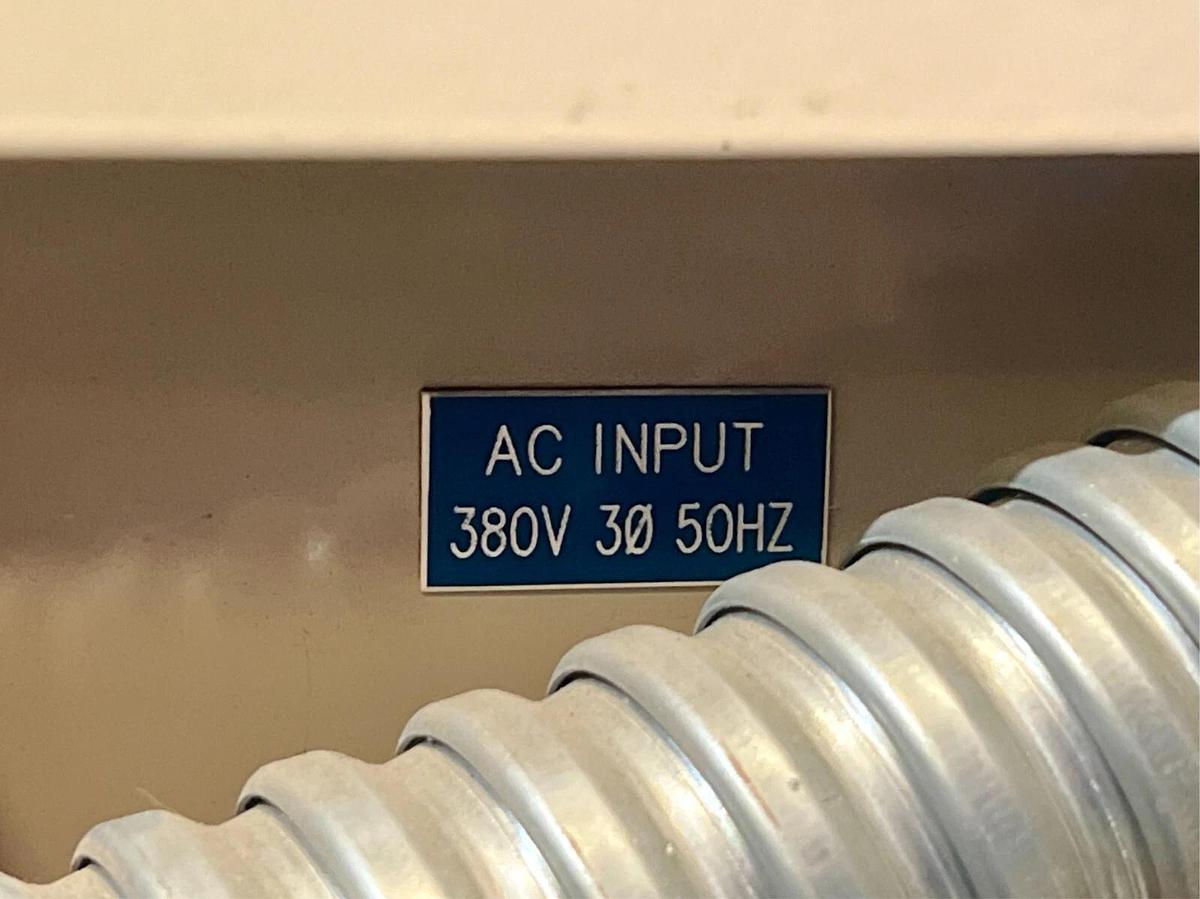 AC INPUT
380V 3Ø 50HZ